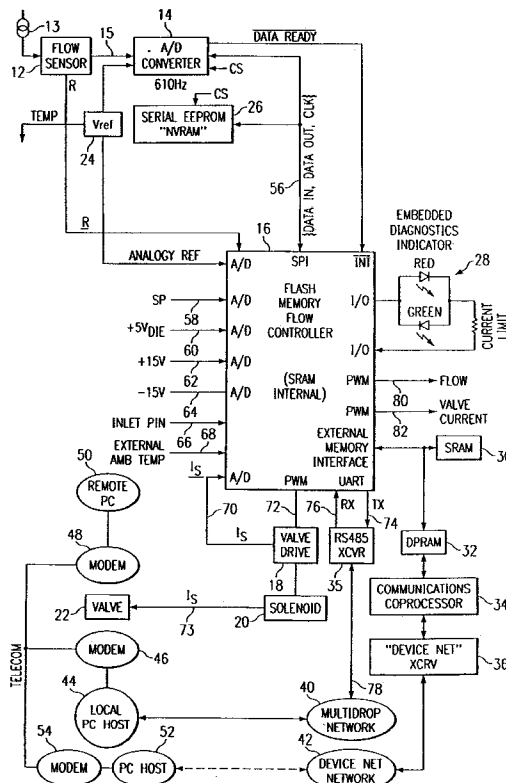 13
14
12
FLOW
SENSOR
15
A/D
CONVERTER
610Hz
DATA READY
CS
R
TEMP
Vref
24
CS
SERIAL EEPROM
"NVRAM"
26
56
{DATA IN, DATA OUT, CLK}
R
ANALOGY REF
16
A/D
SPI
INT
FLASH
MEMORY
FLOW
CONTROLLER
(SRAM
INTERNAL)
EMBEDDED
DIAGNOSTICS
INDICATOR
RED
GREEN
28
CURRENT
LIMIT
I/O
I/O
SP
58
A/D
+5VDIE
60
A/D
+15V
62
A/D
-15V
64
A/D
INLET PIN
66
EXTERNAL
AMB TEMP
68
IS
A/D
70
PWM
80
FLOW
PWM
82
VALVE
CURRENT
EXTERNAL
MEMORY
INTERFACE
SRAM
30
PWM
UART
72
76
RX
TX
74
IS
VALVE
DRIVE
18
RS485
XCVR
35
DPRAM
32
SOLENOID
20
IS
73
VALVE
22
COMMUNICATIONS
COPROCESSOR
34
"DEVICE NET"
XCRV
36
50
REMOTE
PC
48
MODEM
TELECOM
MODEM
46
44
LOCAL
PC HOST
40
MULTIDROP
NETWORK
78
54
MODEM
52
PC HOST
42
DEVICE NET
NETWORK